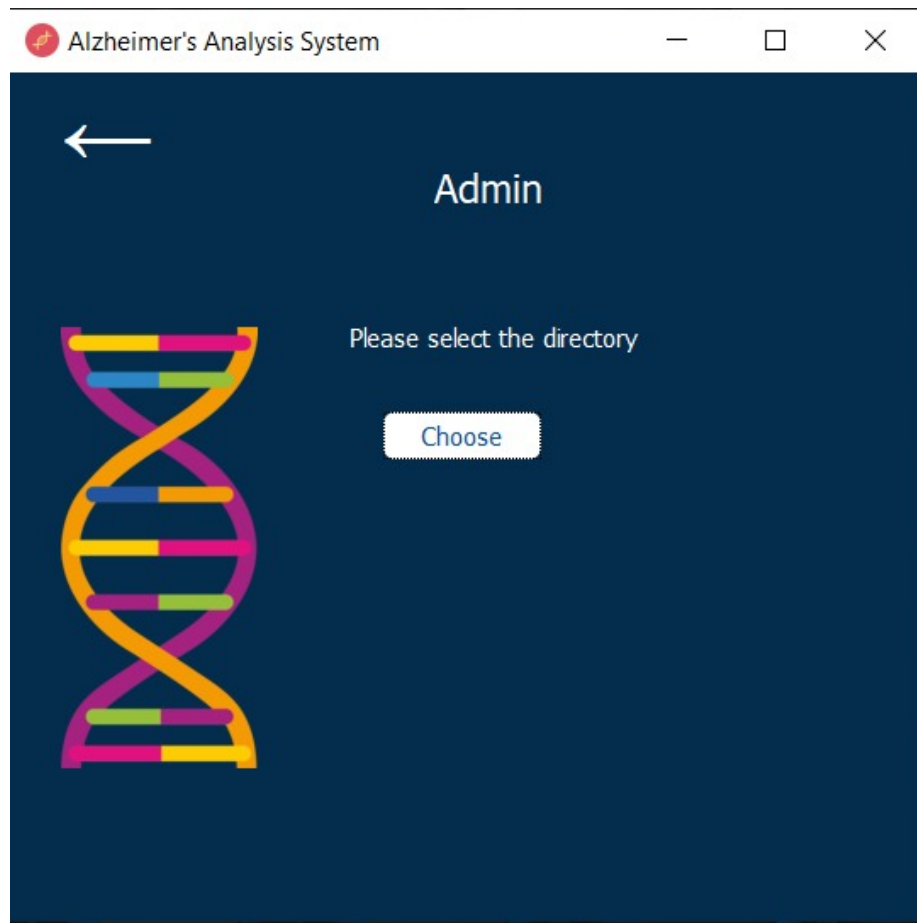 Alzheimer's Analysis System
Admin
Please select the directory
Choose